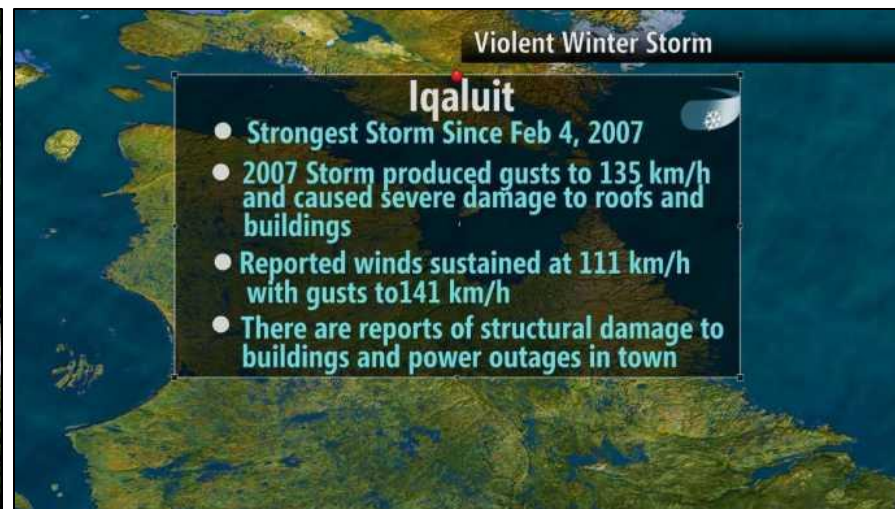 Violent Winter Storm
Iqaluit
Strongest Storm Since Feb 4, 2007
2007 Storm produced gusts to 135 km/h
and caused severe damage to roofs and
buildings
Reported winds sustained at 111 km/h
with gusts to141 km/h
There are reports of structural damage to
buildings and power outages in town